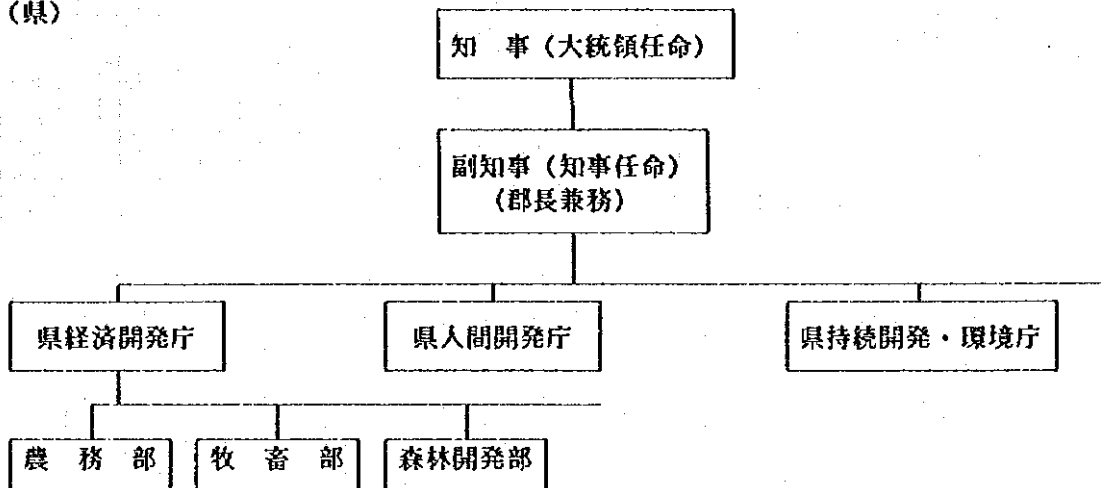 (県)
知　事（大統領任命）
副知事（知事任命）
（郡長兼務）
県経済開発庁
県人間開発庁
県持続開発・環境庁
農　務　部
牧　畜　部
森林開発部